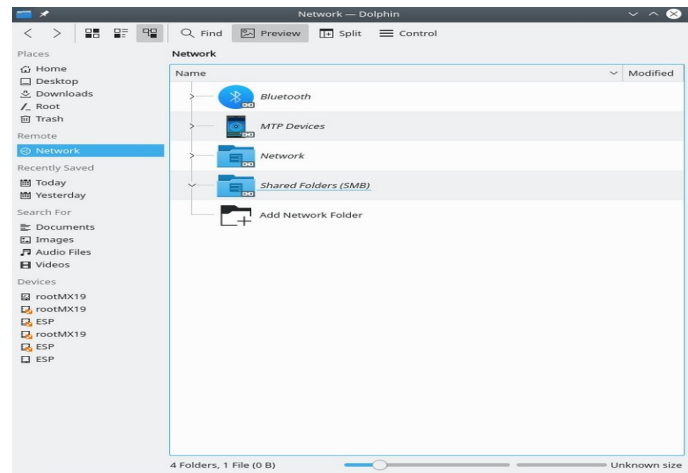 Network — Dolphin
Find Preview Split Control
Places
Home
Desktop
Downloads
Root
Trash
Remote
Network
Recently Saved
Today
Yesterday
Search For
Documents
Images
Audio Files
Videos
Devices
rootMX19
rootMX19
ESP
rootMX19
ESP
ESP
Network
Name Modified
Bluetooth
MTP Devices
Network
Shared Folders (SMB)
Add Network Folder
4 Folders, 1 File (0 B) Unknown size